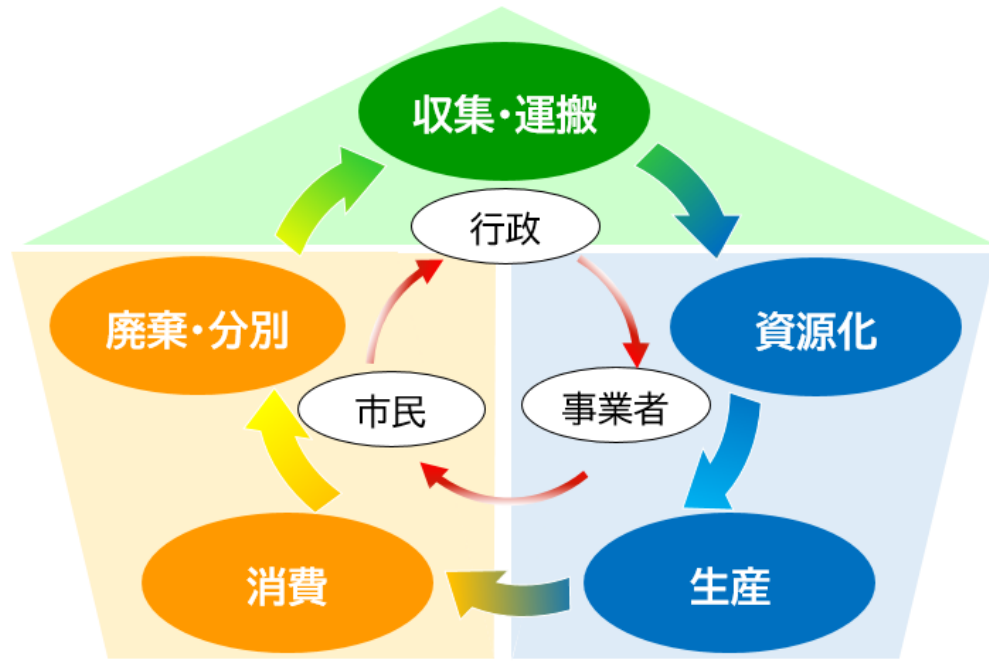 収集・運搬
行政
廃棄・分別
資源化
市民
事業者
消費
生産